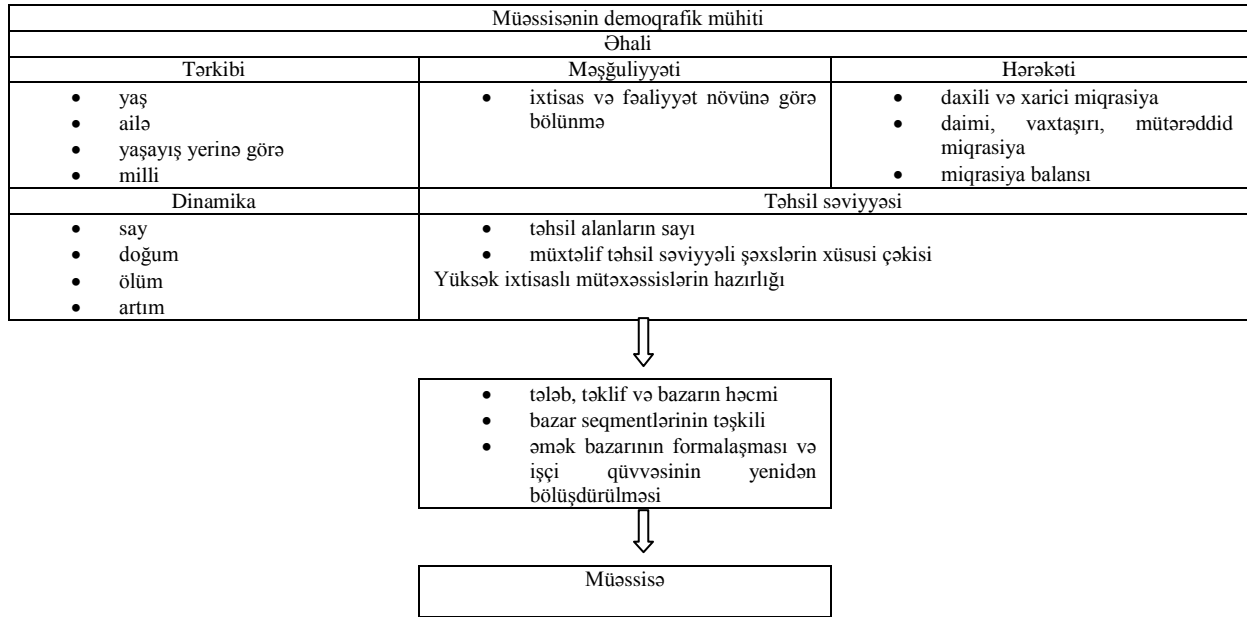 Müəssisənin demoqrafik mühiti
Əhali
Tərkibi
Məşğuliyyəti
Hərəkəti
• yaş
• ailə
• yaşayış yerinə görə
• milli
• ixtisas və fəaliyyət növünə görə
bölünmə
• daxili və xarici miqrasiya
• daimi, vaxtaşırı, mütərəddid
miqrasiya
• miqrasiya balansı
Dinamika
Təhsil səviyyəsi
• say
• doğum
• ölüm
• artım
• təhsil alanların sayı
• müxtəlif təhsil səviyyəli şəxslərin xüsusi çəkisi
Yüksək ixtisaslı mütəxəssislərin hazırlığı
• tələb, təklif və bazarın həcmi
• bazar seqmentlərinin təşkili
• əmək bazarının formalaşması və
işçi qüvvəsinin yenidən
bölüşdürülməsi
Müəssisə